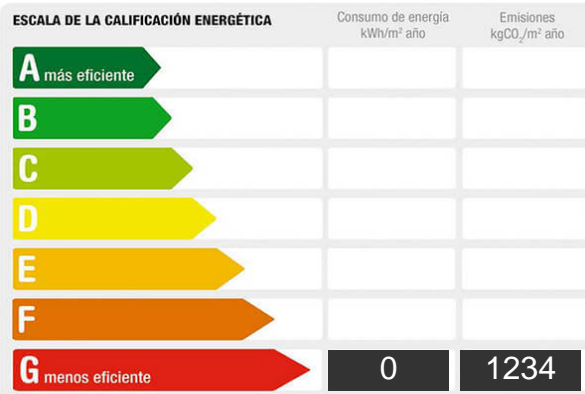 ESCALA DE LA CALIFICACIÓN ENERGÉTICA
Consumo de energía
kWh/m² año
Emisiones
kgCO₂/m² año
A más eficiente
B
C
D
E
F
G menos eficiente
0
1234